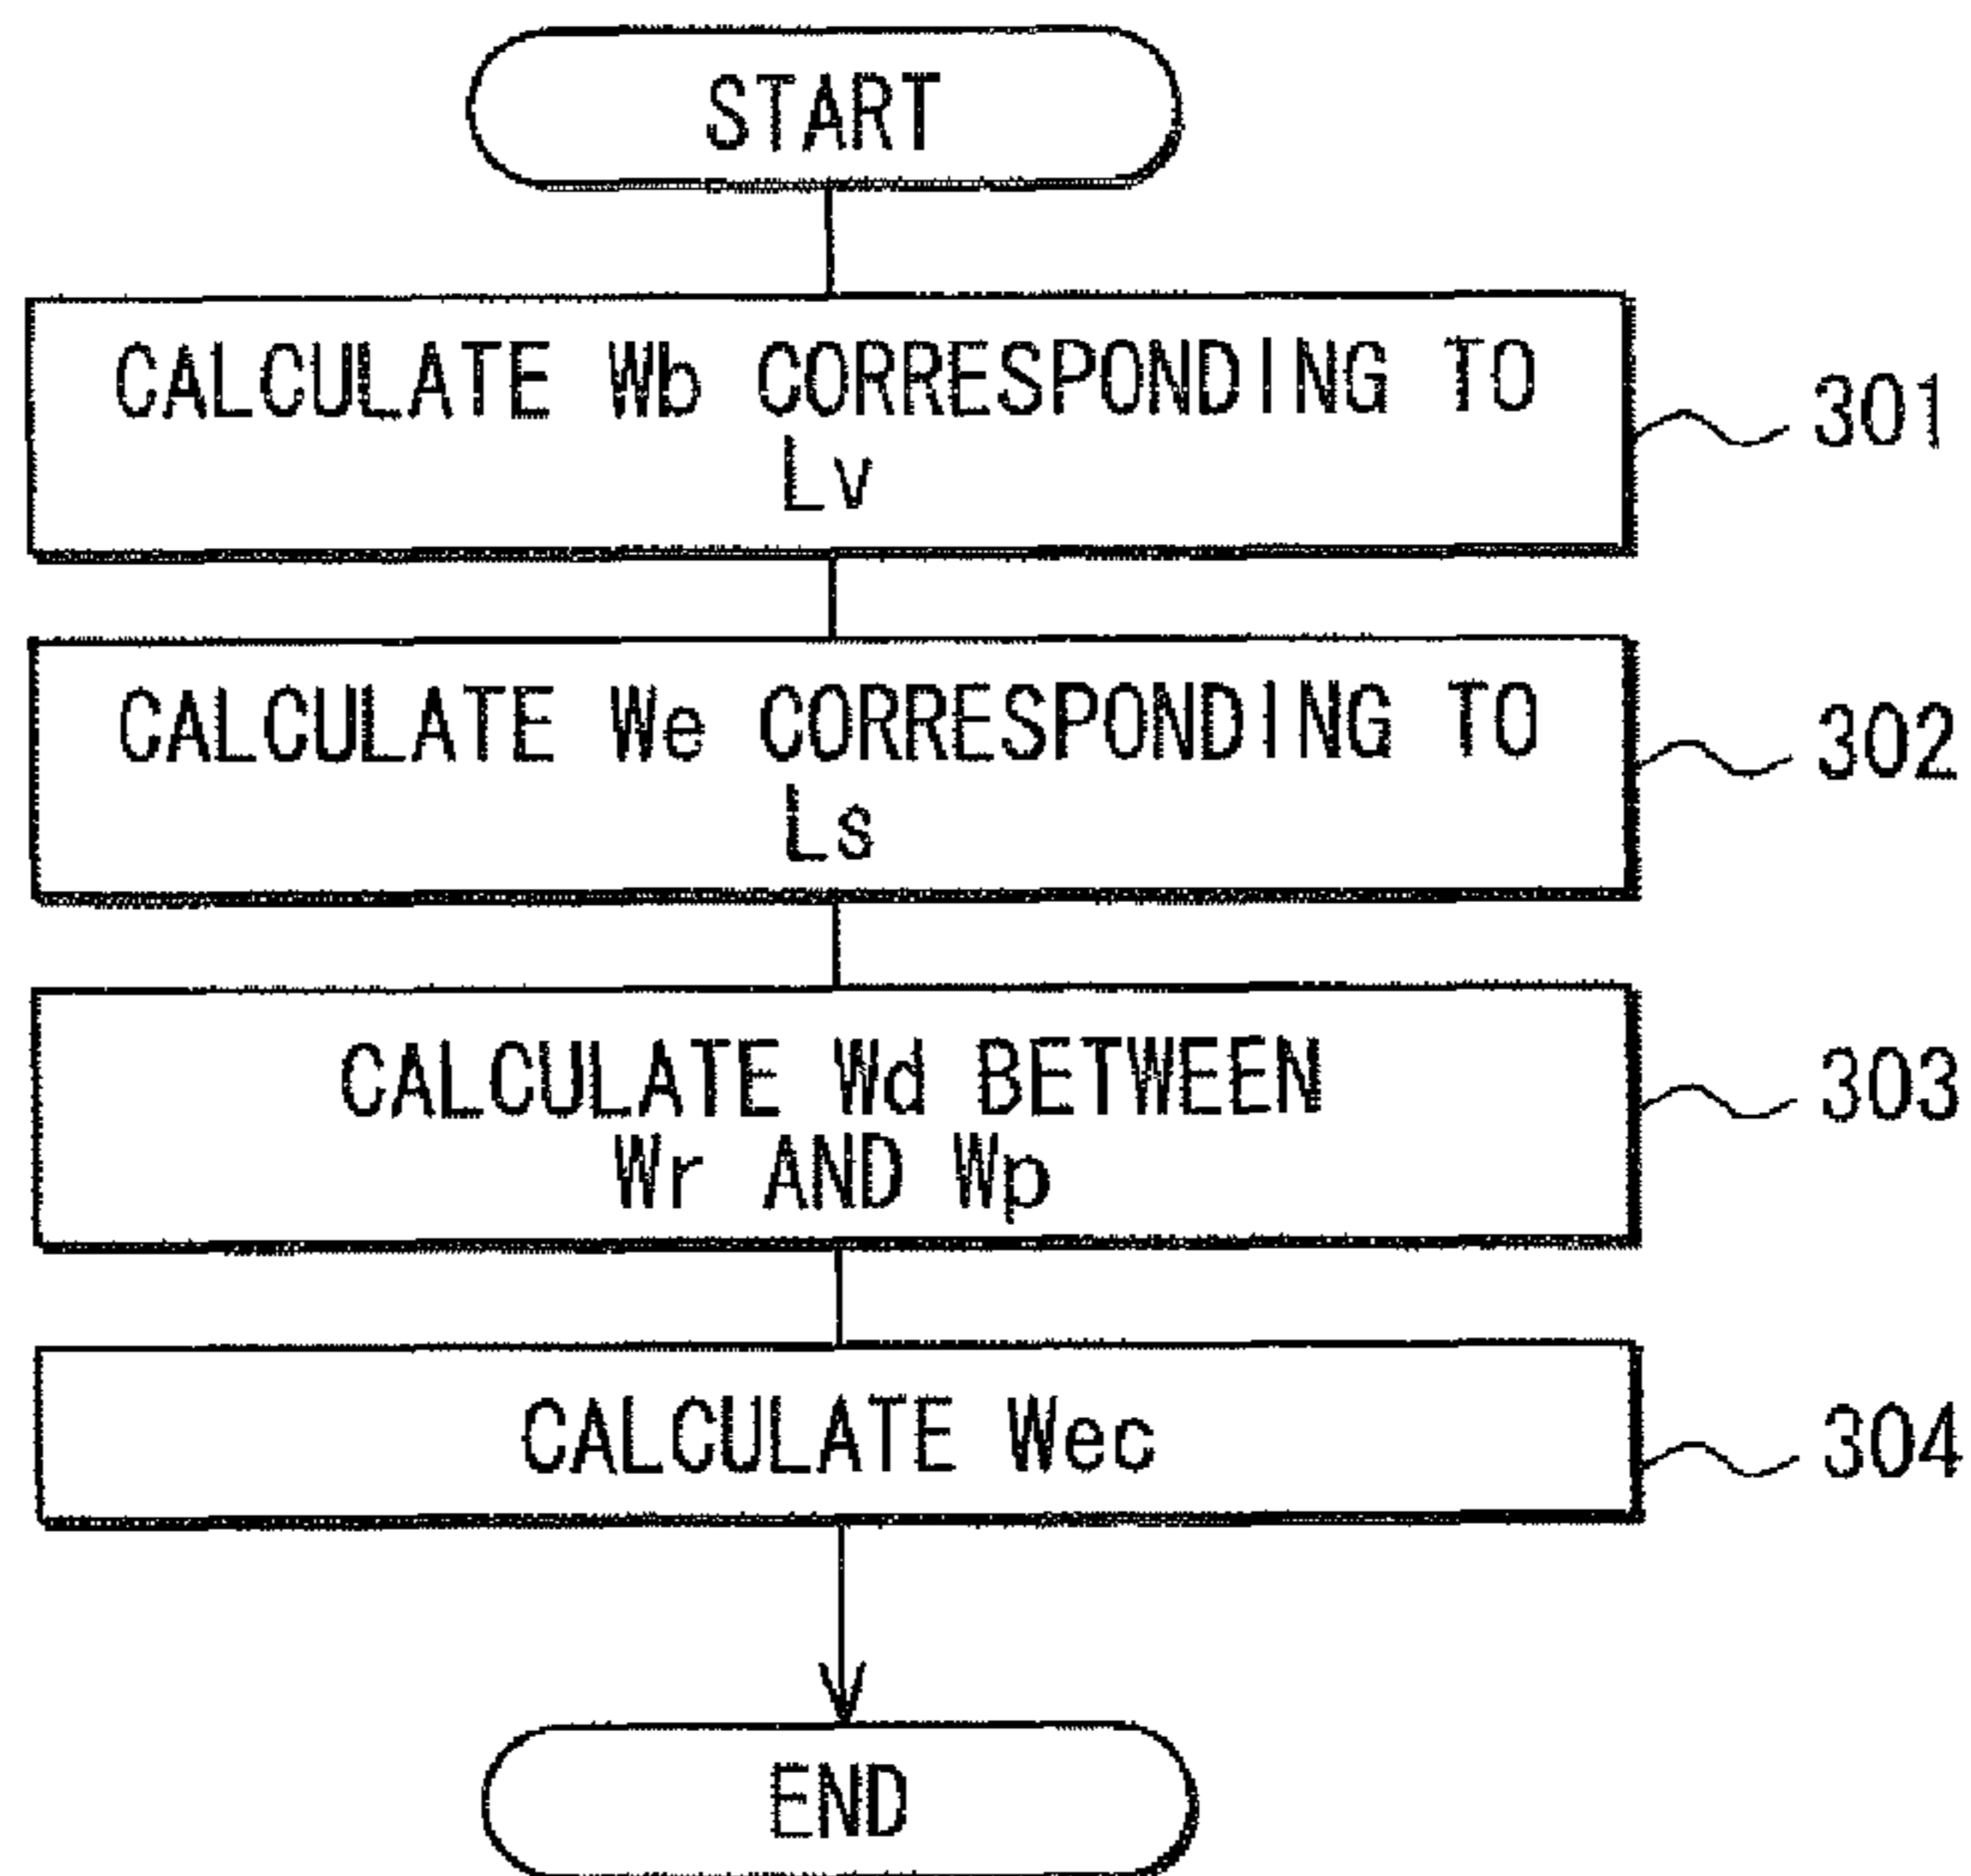 START
CALCULATE Wb CORRESPONDING TO
Lv
301
CALCULATE We CORRESPONDING TO
Ls
302
CALCULATE Wd BETWEEN
Wr AND Wp
303
CALCULATE Wec
304
END